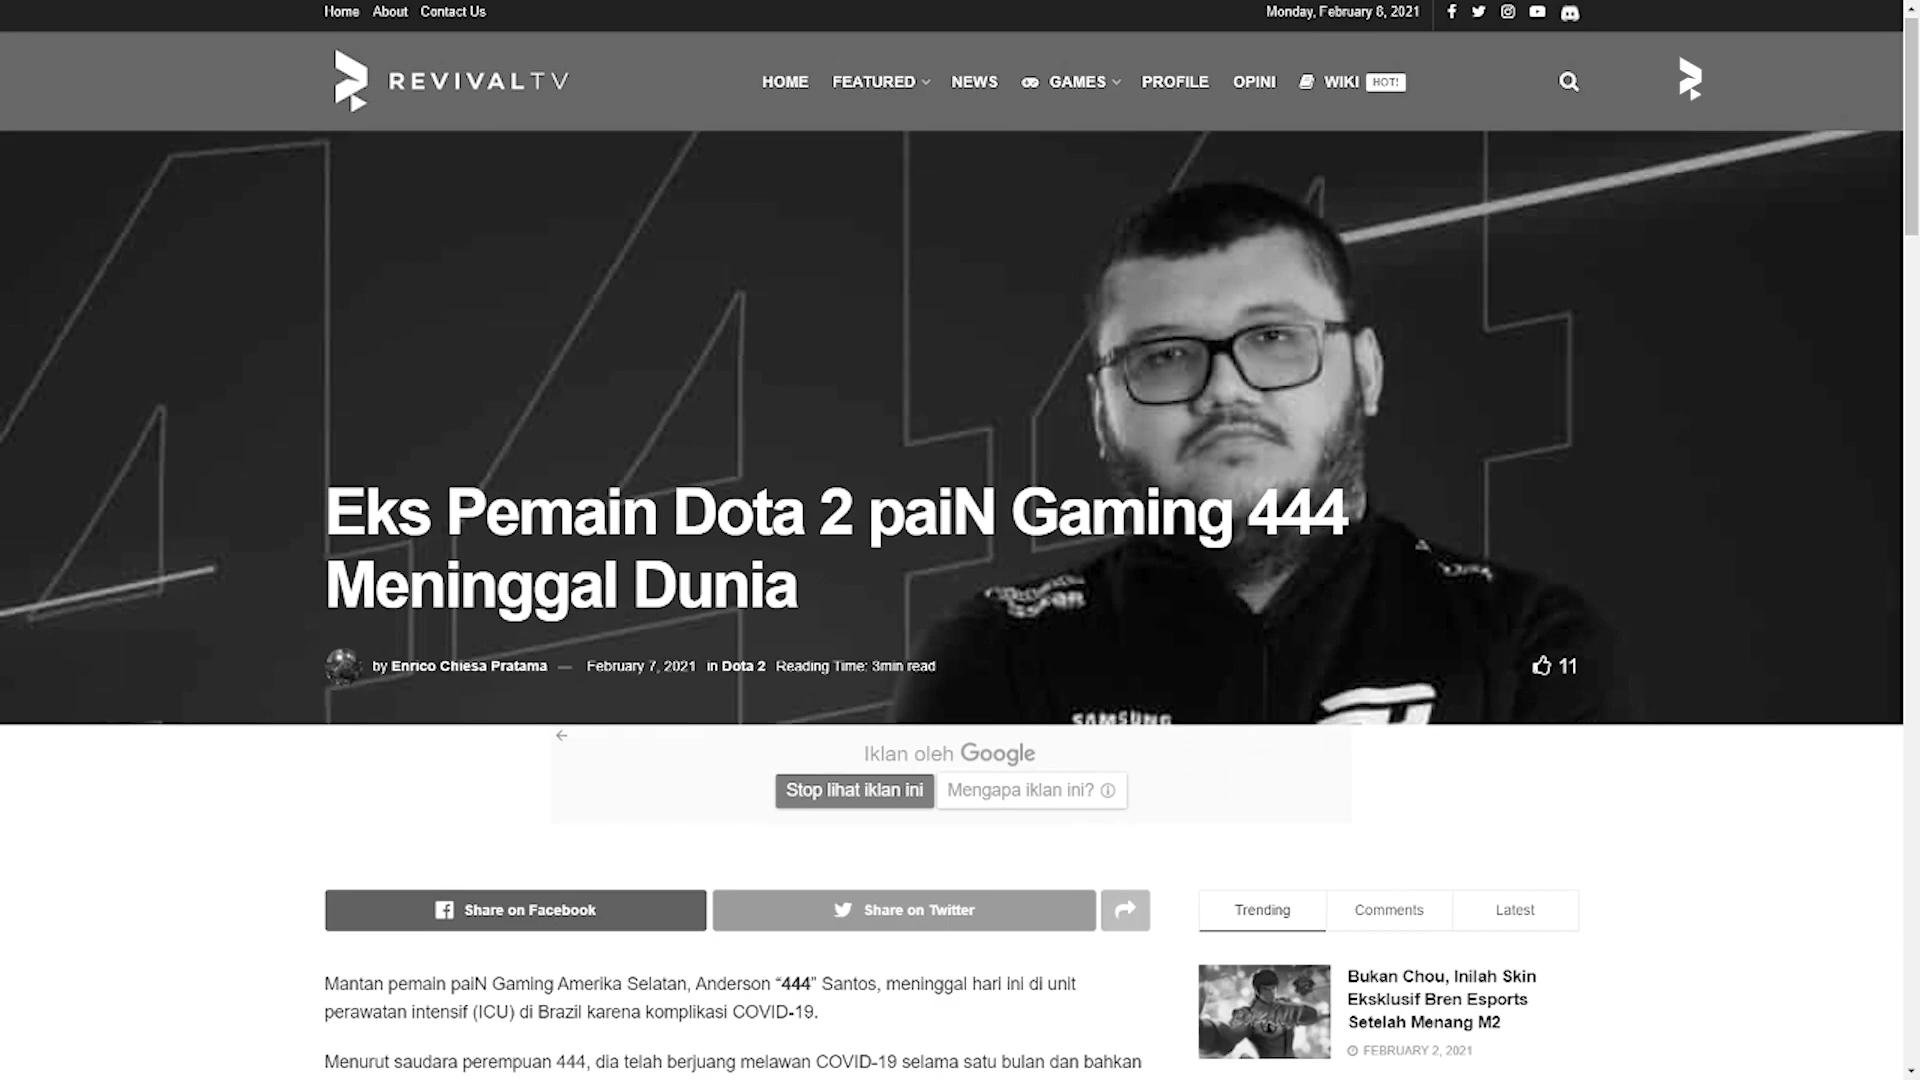 Home About Contact Us
Monday, February 8, 2021
REVIVALTV
HOME FEATURED NEWS GAMES PROFILE OPINI WIKI HOT!
Eks Pemain Dota 2 paiN Gaming 444
Meninggal Dunia
by Enrico Chiesa Pratama — February 7, 2021 in Dota 2 Reading Time: 3min read
11
SAMSUNG
Iklan oleh Google
Stop lihat iklan ini Mengapa iklan ini?
Share on Facebook
Share on Twitter
Trending Comments Latest
Mantan pemain paiN Gaming Amerika Selatan, Anderson “444” Santos, meninggal hari ini di unit
perawatan intensif (ICU) di Brazil karena komplikasi COVID-19.
Menurut saudara perempuan 444, dia telah berjuang melawan COVID-19 selama satu bulan dan bahkan
Bukan Chou, Inilah Skin
Eksklusif Bren Esports
Setelah Menang M2
FEBRUARY 2, 2021